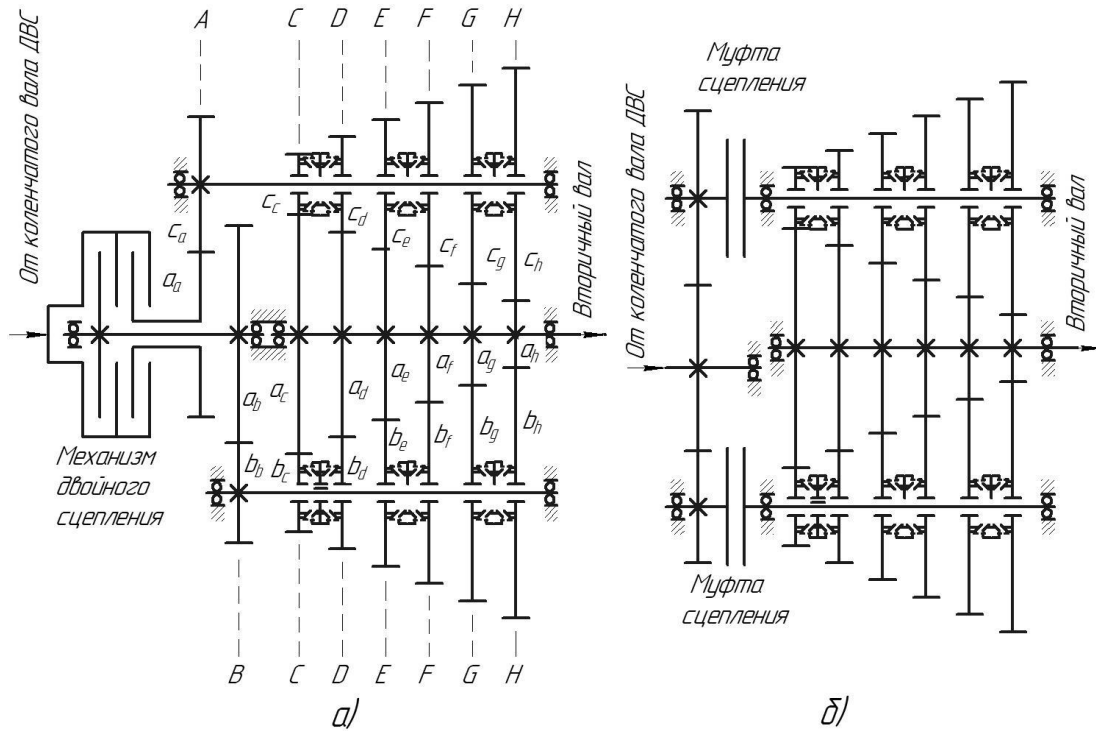 A
C
D
E
F
G
H
От коленчатого вала ДВС
Вторичный вал
c_c
c_d
c_a
c_e
c_f
c_g
c_h
a_a
a_b
a_c
a_d
a_e
a_f
a_g
a_h
b_b
b_c
b_d
b_e
b_f
b_g
b_h
Механизм
двойного
сцепления
B
C
D
E
F
G
H
а)
Муфта
сцепления
От коленчатого вала ДВС
Вторичный вал
Муфта
сцепления
б)